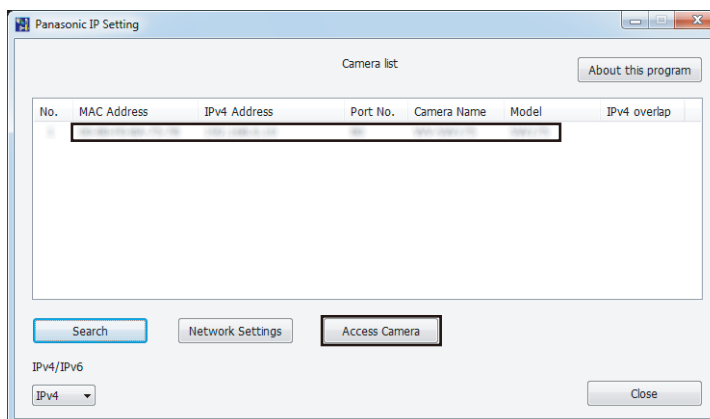 Panasonic IP Setting
Camera list
About this program
No. MAC Address IPv4 Address Port No. Camera Name Model IPv4 overlap
Search Network Settings Access Camera
IPv4/IPv6
IPv4 Close